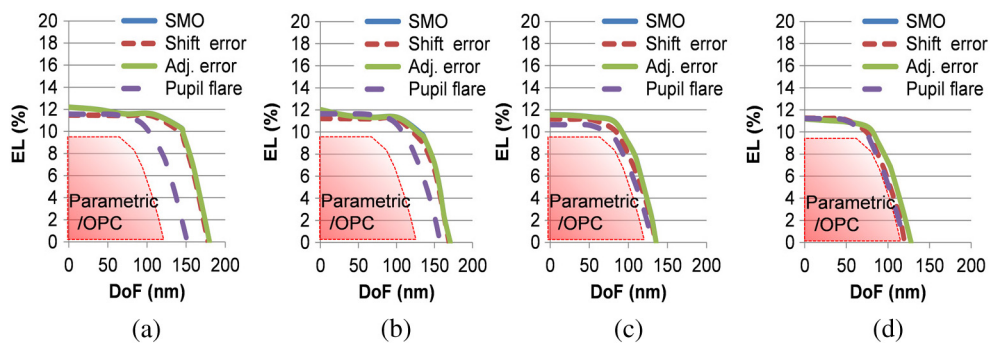 20
18
16
14
12
10
8
6
4
2
0
EL (%)
SMO
Shift error
Adj. error
Pupil flare
Parametric
/OPC
0 50 100 150 200
DoF (nm)
(a)
20
18
16
14
12
10
8
6
4
2
0
EL (%)
SMO
Shift error
Adj. error
Pupil flare
Parametric
/OPC
0 50 100 150 200
DoF (nm)
(b)
20
18
16
14
12
10
8
6
4
2
0
EL (%)
SMO
Shift error
Adj. error
Pupil flare
Parametric
/OPC
0 50 100 150 200
DoF (nm)
(c)
20
18
16
14
12
10
8
6
4
2
0
EL (%)
SMO
Shift error
Adj. error
Pupil flare
Parametric
/OPC
0 50 100 150 200
DoF (nm)
(d)